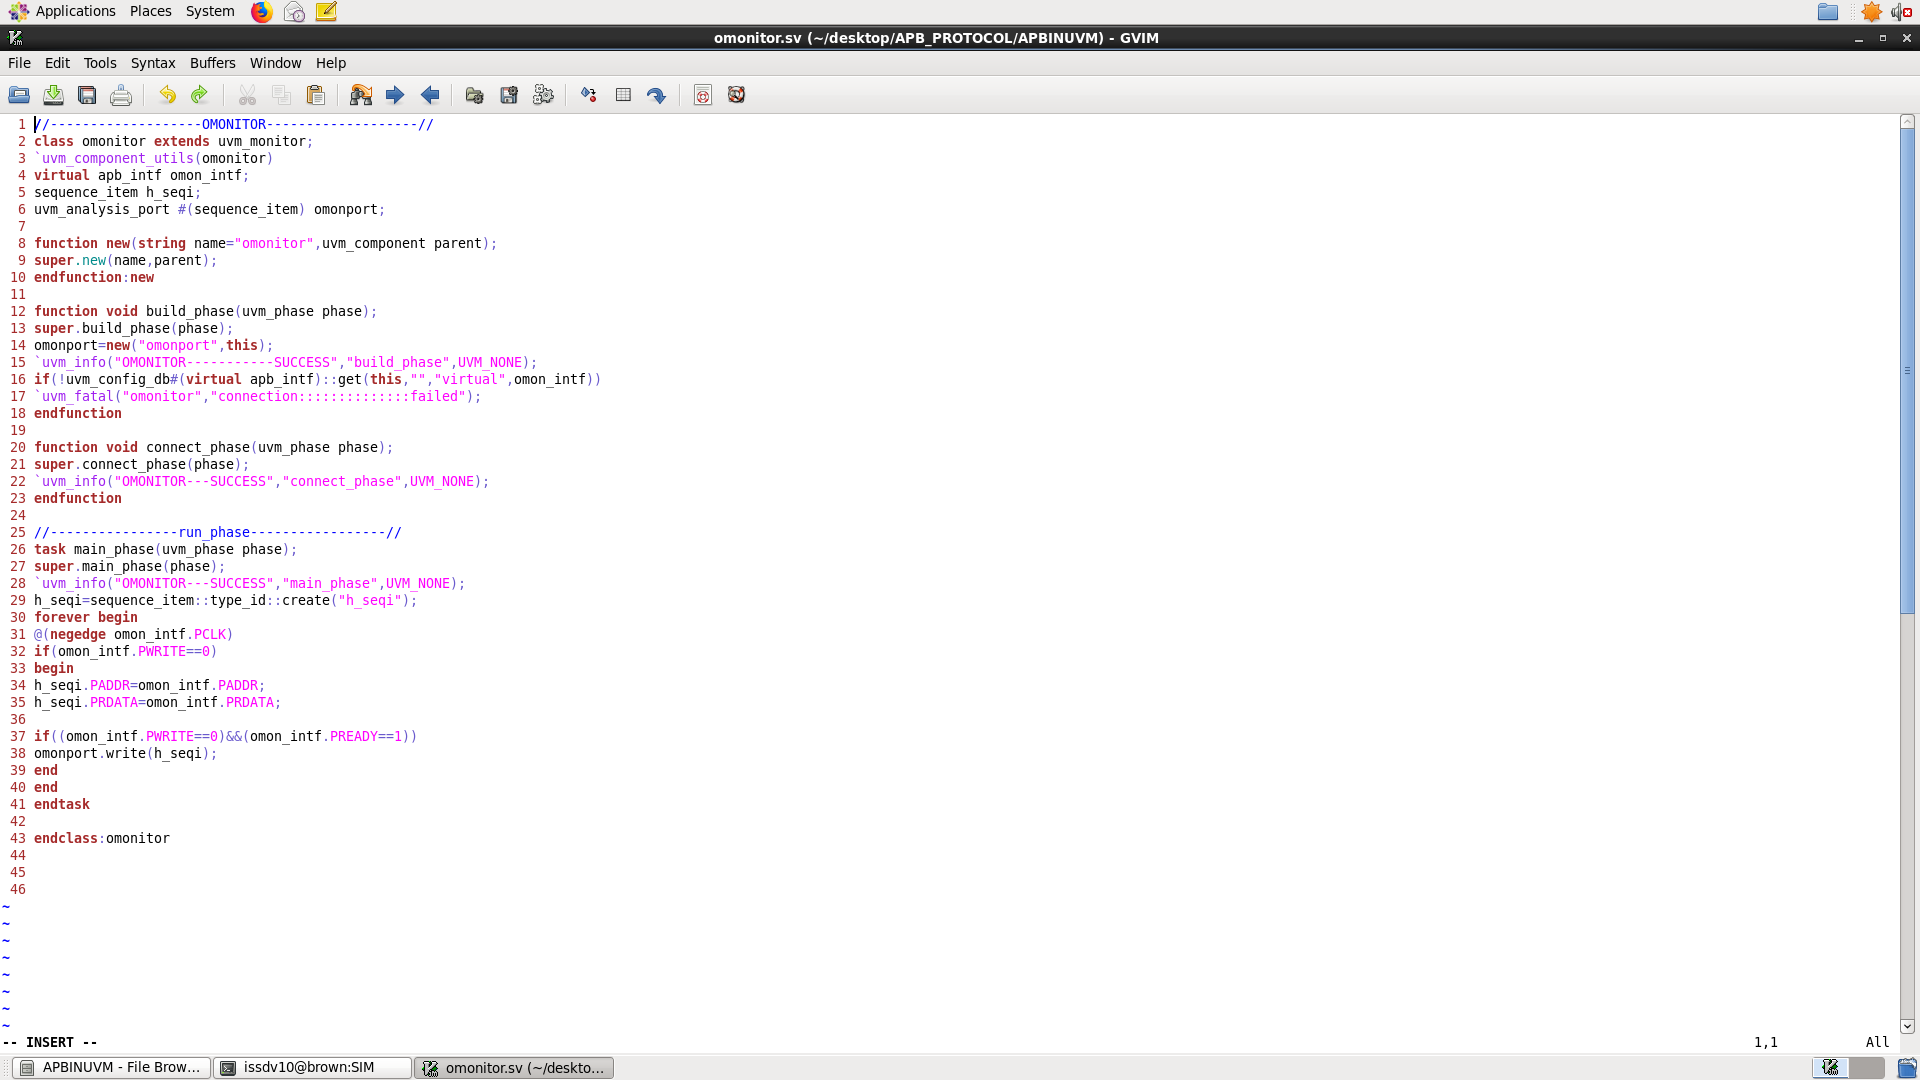 Applications Places System
omonitor.sv (~/desktop/APB_PROTOCOL/APBINUVM) - GVIM
File Edit Tools Syntax Buffers Window Help
1 //-------------------OMONITOR-------------------//
2 class omonitor extends uvm_monitor;
3 `uvm_component_utils(omonitor)
4 virtual apb_intf omon_intf;
5 sequence_item h_seqi;
6 uvm_analysis_port #(sequence_item) omonport;
7
8 function new(string name="omonitor",uvm_component parent);
9 super.new(name,parent);
10 endfunction:new
11
12 function void build_phase(uvm_phase phase);
13 super.build_phase(phase);
14 omonport=new("omonport",this);
15 `uvm_info("OMONITOR-----------SUCCESS","build_phase",UVM_NONE);
16 if(!uvm_config_db#(virtual apb_intf)::get(this,"","virtual",omon_intf))
17 `uvm_fatal("omonitor","connection::::::::::::::failed");
18 endfunction
19
20 function void connect_phase(uvm_phase phase);
21 super.connect_phase(phase);
22 `uvm_info("OMONITOR---SUCCESS","connect_phase",UVM_NONE);
23 endfunction
24
25 //----------------run_phase-----------------//
26 task main_phase(uvm_phase phase);
27 super.main_phase(phase);
28 `uvm_info("OMONITOR---SUCCESS","main_phase",UVM_NONE);
29 h_seqi=sequence_item::type_id::create("h_seqi");
30 forever begin
31 @(negedge omon_intf.PCLK)
32 if(omon_intf.PWRITE==0)
33 begin
34 h_seqi.PADDR=omon_intf.PADDR;
35 h_seqi.PRDATA=omon_intf.PRDATA;
36
37 if((omon_intf.PWRITE==0)&&(omon_intf.PREADY==1))
38 omonport.write(h_seqi);
39 end
40 end
41 endtask
42
43 endclass:omonitor
44
45
46
~
~
~
~
~
~
~
~
-- INSERT -- 1,1 All
APBINUVM - File Brow... issdv10@brown:SIM omonitor.sv (~/deskto...